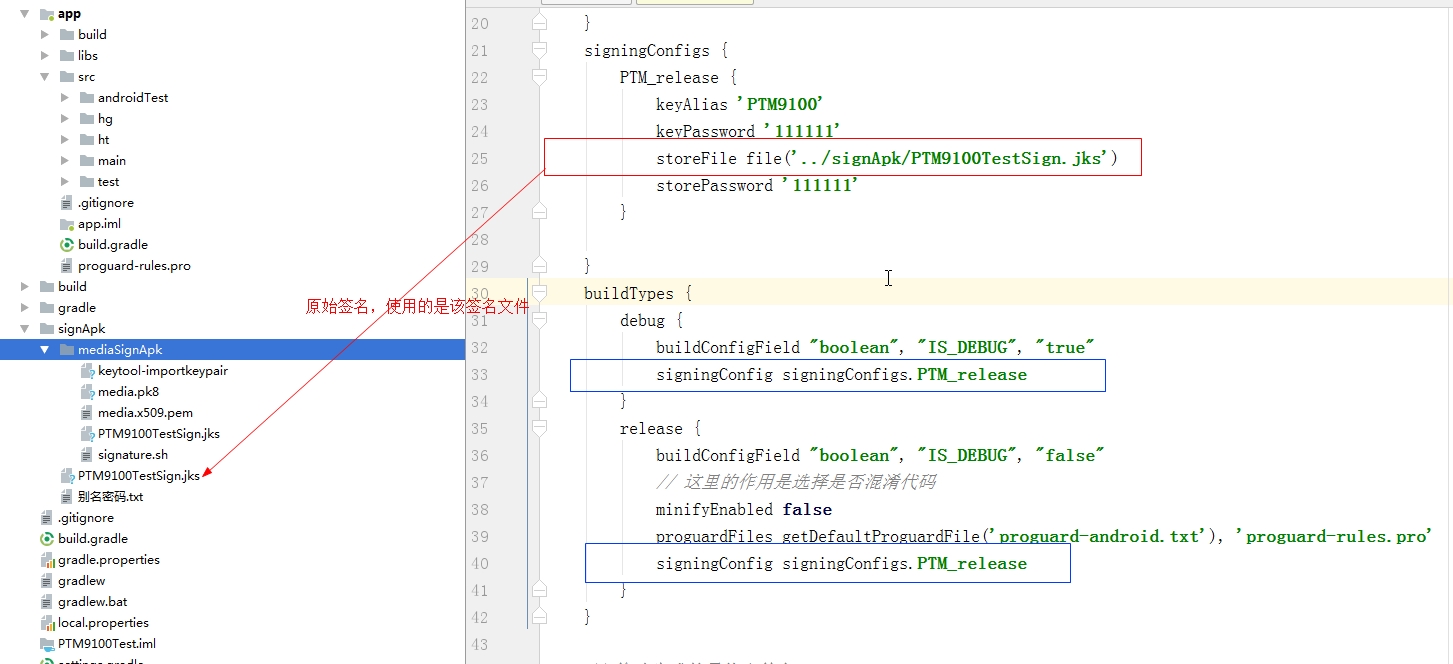 app
build
libs
src
androidTest
hg
ht
main
test
.gitignore
app.iml
build.gradle
proguard-rules.pro
build
gradle
signApk
mediaSignApk
keytool-importkeypair
media.pk8
media.x509.pem
PTM9100TestSign.jks
signature.sh
PTM9100TestSign.jks
别名密码.txt
.gitignore
build.gradle
gradle.properties
gradlew
gradlew.bat
local.properties
PTM9100Test.iml
settings.gradle
原始签名，使用的是该签名文件
20 }
21 signingConfigs {
22 PTM_release {
23 keyAlias 'PTM9100'
24 keyPassword '111111'
25 storeFile file('../signApk/PTM9100TestSign.jks')
26 storePassword '111111'
27 }
28
29 }
30 buildTypes {
31 debug {
32 buildConfigField "boolean", "IS_DEBUG", "true"
33 signingConfig signingConfigs.PTM_release
34 }
35 release {
36 buildConfigField "boolean", "IS_DEBUG", "false"
37 // 这里的作用是选择是否混淆代码
38 minifyEnabled false
39 proguardFiles getDefaultProguardFile('proguard-android.txt'), 'proguard-rules.pro'
40 signingConfig signingConfigs.PTM_release
41 }
42 }
43